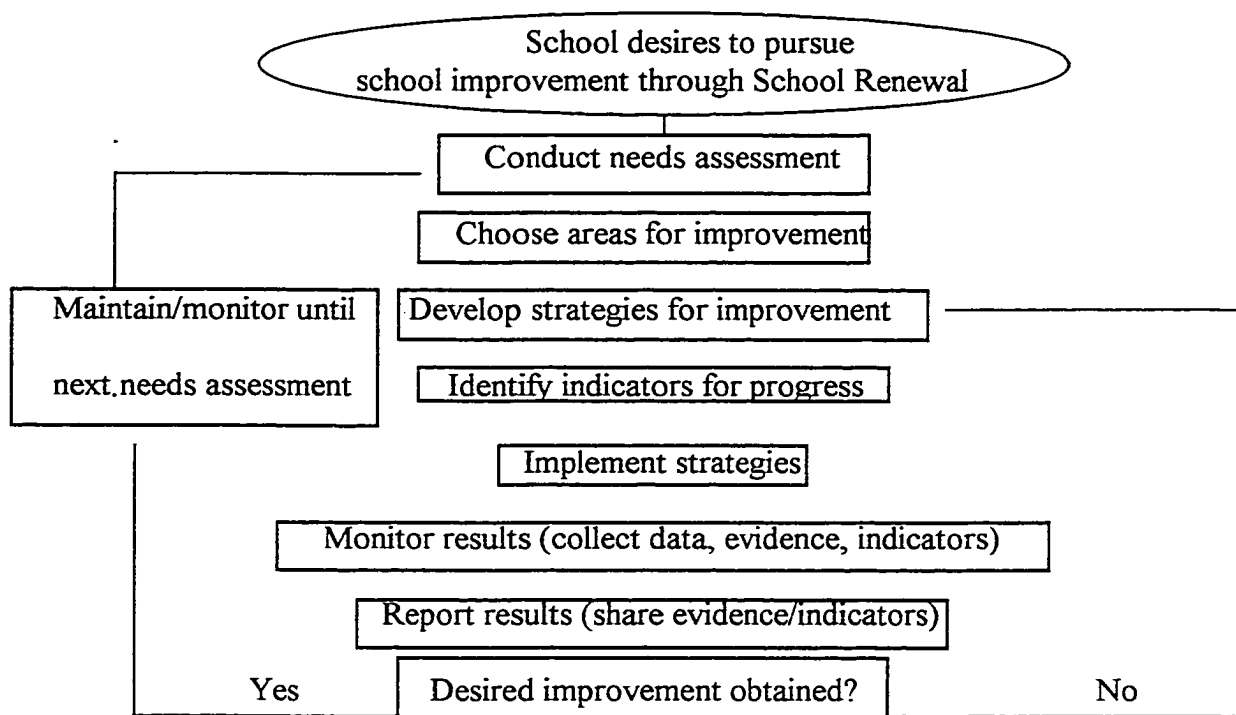 School desires to pursue
school improvement through School Renewal
Conduct needs assessment
Choose areas for improvement
Maintain/monitor until
next.needs assessment
Develop strategies for improvement
Identify indicators for progress
Implement strategies
Monitor results (collect data, evidence, indicators)
Report results (share evidence/indicators)
Yes
Desired improvement obtained?
No